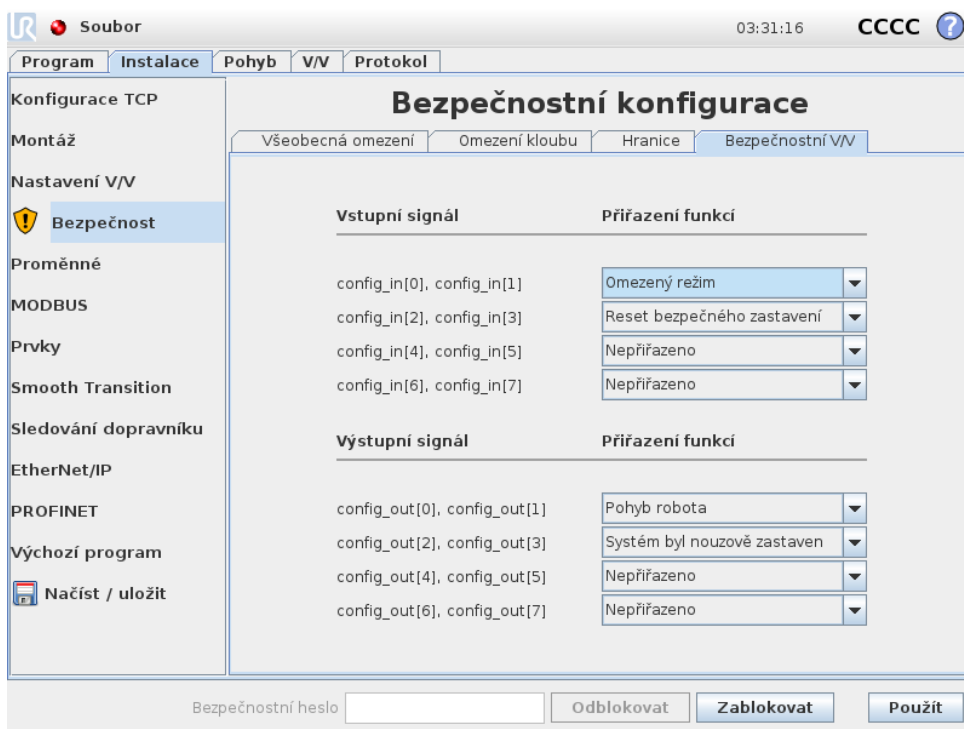 UR Soubor 03:31:16 CCCC ?
Program Instalace Pohyb V/V Protokol
Konfigurace TCP
Montáž
Nastavení V/V
Bezpečnost
Proměnné
MODBUS
Prvky
Smooth Transition
Sledování dopravníku
EtherNet/IP
PROFINET
Výchozí program
Načíst / uložit
Bezpečnostní konfigurace
Všeobecná omezení Omezení kloubu Hranice Bezpečnostní V/V
Vstupní signál Přiřazení funkcí
config_in[0], config_in[1] Omezený režim
config_in[2], config_in[3] Reset bezpečného zastavení
config_in[4], config_in[5] Nepřiřazeno
config_in[6], config_in[7] Nepřiřazeno
Výstupní signál Přiřazení funkcí
config_out[0], config_out[1] Pohyb robota
config_out[2], config_out[3] Systém byl nouzově zastaven
config_out[4], config_out[5] Nepřiřazeno
config_out[6], config_out[7] Nepřiřazeno
Bezpečnostní heslo Odblokovat Zablokovat Použít